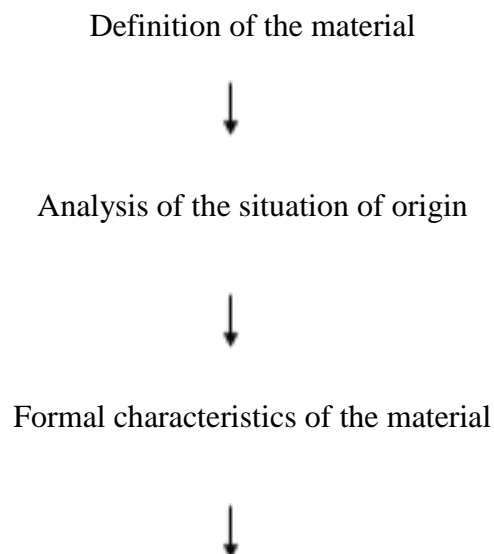 Definition of the material
Analysis of the situation of origin
Formal characteristics of the material